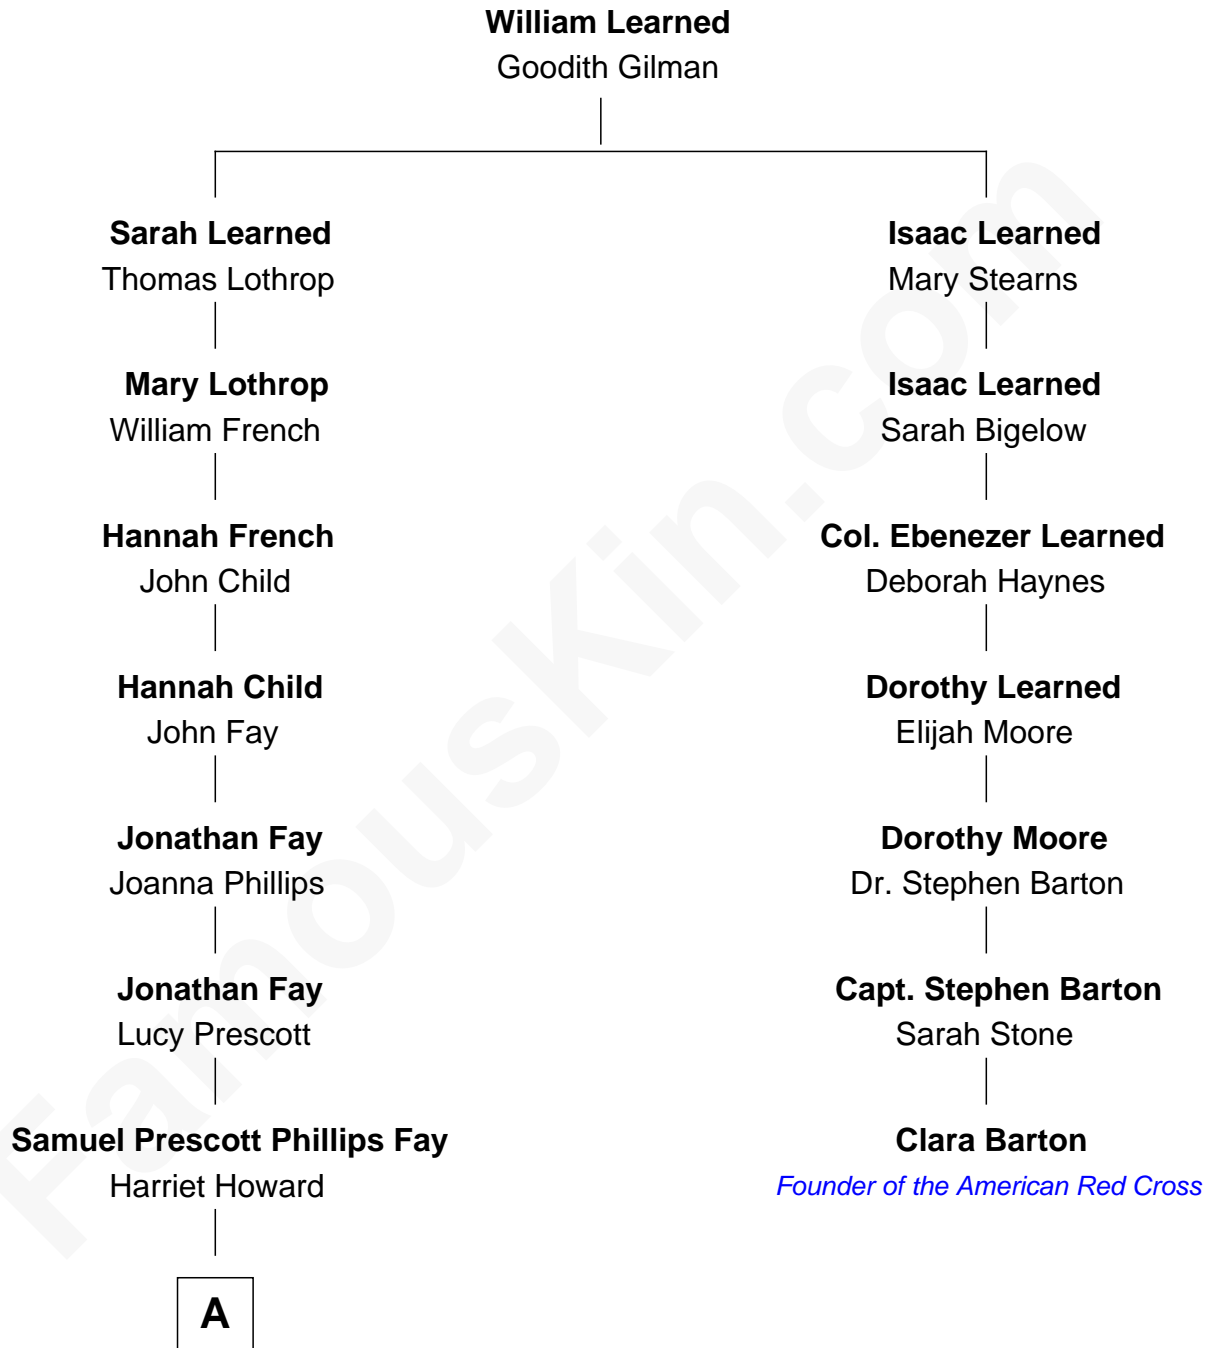 William Learned
Goodith Gilman
Sarah Learned
Thomas Lothrop
Mary Lothrop
William French
Hannah French
John Child
Hannah Child
John Fay
Jonathan Fay
Joanna Phillips
Jonathan Fay
Lucy Prescott
Samuel Prescott Phillips Fay
Harriet Howard
A
Isaac Learned
Mary Stearns
Isaac Learned
Sarah Bigelow
Col. Ebenezer Learned
Deborah Haynes
Dorothy Learned
Elijah Moore
Dorothy Moore
Dr. Stephen Barton
Capt. Stephen Barton
Sarah Stone
Clara Barton
Founder of the American Red Cross
FamousKin.com